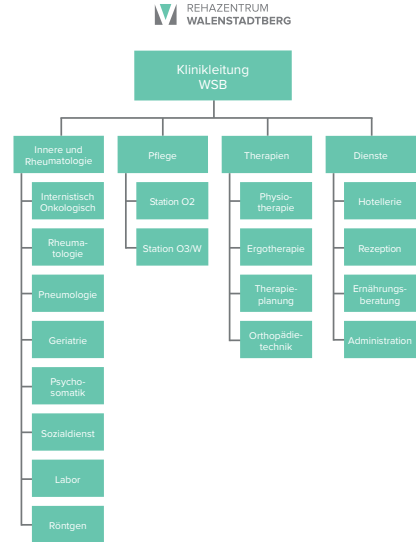 REHAZENTRUM
WALENSTADTBERG
Klinikleitung
WSB
Innere und
Rheumatologie
Pflege
Therapien
Dienste
Internistisch
Onkologisch
Rheuma-
tologie
Pneumologie
Geriatrie
Psycho-
somatik
Sozialdienst
Labor
Röntgen
Station O2
Station O3/W
Physio-
therapie
Ergotherapie
Therapie-
planung
Orthopädie-
technik
Hotellerie
Rezeption
Ernährungs-
beratung
Administration